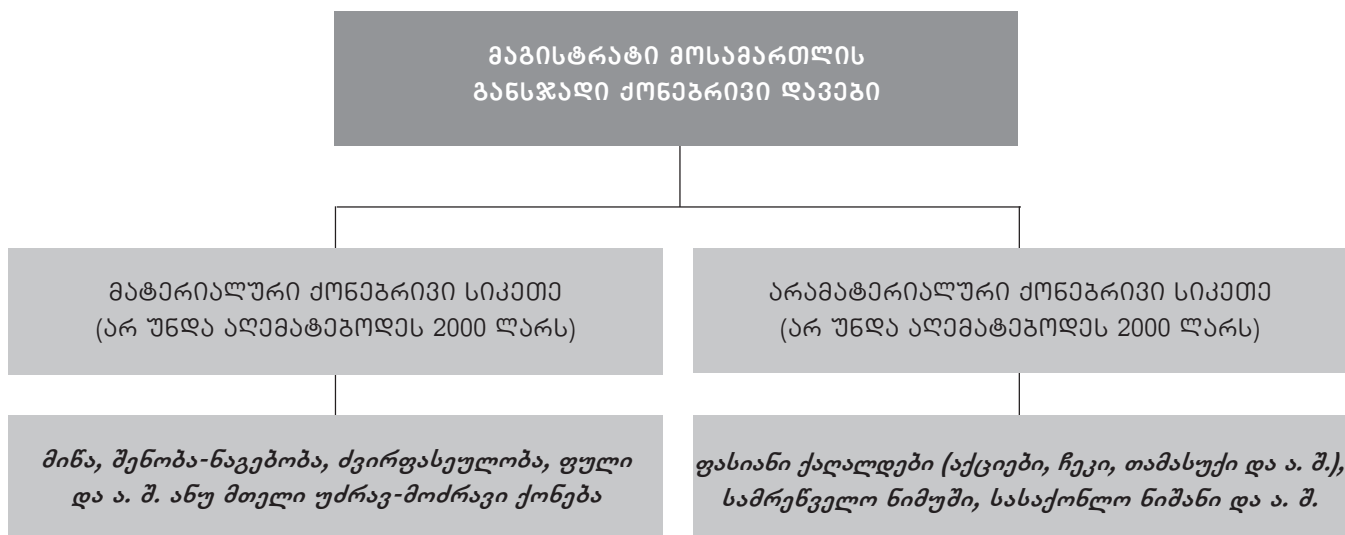 მაგისტრატი მოსამართლის
განსჯადი ქონებრივი დავები
მატერიალური ქონებრივი სიკეთე
(არ უნდა აღემატებოდეს 2000 ლარს)
არამატერიალური ქონებრივი სიკეთე
(არ უნდა აღემატებოდეს 2000 ლარს)
მიწა, შენობა-ნაგებობა, ძვირფასეულობა, ფული
და ა. შ. ანუ მთელი უძრავ-მოძრავი ქონება
ფასიანი ქაღალდები (აქციები, ჩეკი, თამასუქი და ა. შ.),
სამრეწველო ნიმუში, სასაქონლო ნიშანი და ა. შ.